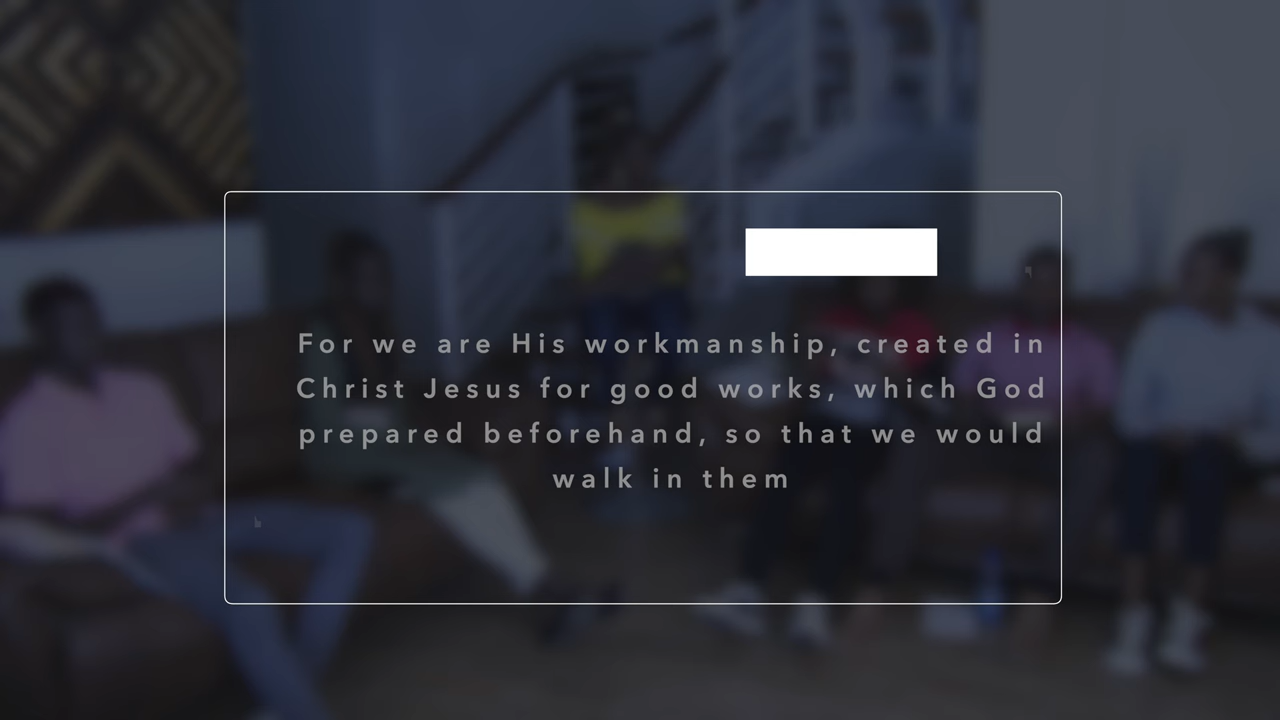 For we are His workmanship, created in
Christ Jesus for good works, which God
prepared beforehand, so that we would
walk in them